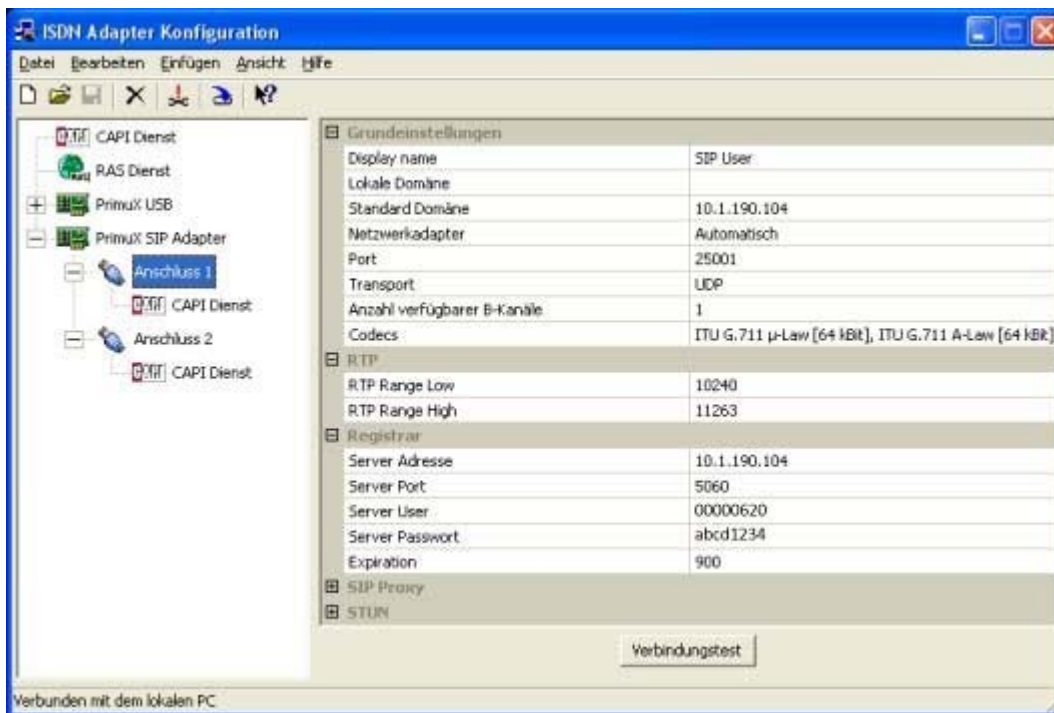 ISDN Adapter Konfiguration
Datei Bearbeiten Einfügen Ansicht Hilfe
CAPI Dienst
RAS Dienst
PrimuX USB
PrimuX SIP Adapter
Anschluss 1
CAPI Dienst
Anschluss 2
CAPI Dienst
Grundeinstellungen
Display name SIP User
Lokale Domäne
Standard Domäne 10.1.190.104
Netzwerkadapter Automatisch
Port 25001
Transport UDP
Anzahl verfügbarer B-Kanäle 1
Codecs ITU G.711 µ-Law [64 kBit], ITU G.711 A-Law [64 kBit]
RTP
RTP Range Low 10240
RTP Range High 11263
Registrar
Server Adresse 10.1.190.104
Server Port 5060
Server User 00000620
Server Passwort abcd1234
Expiration 900
SIP Proxy
STUN
Verbindungstest
Verbunden mit dem lokalen PC